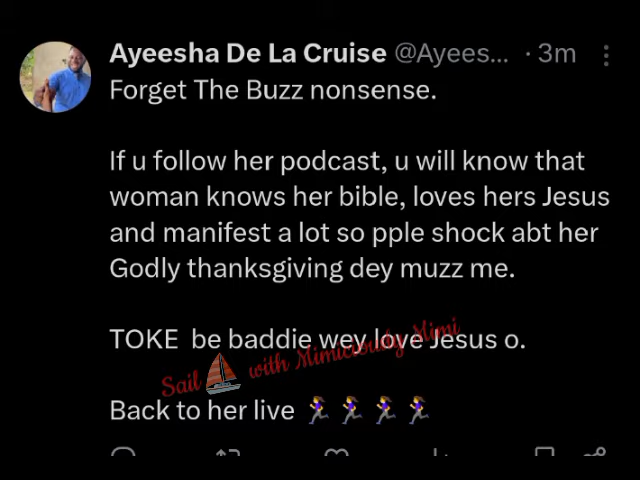 Ayeesha De La Cruise @Ayees... · 3m
Forget The Buzz nonsense.
If u follow her podcast, u will know that
woman knows her bible, loves hers Jesus
and manifest a lot so pple shock abt her
Godly thanksgiving dey muzz me.
TOKE be baddie wey love Jesus o.
Sail with Mimiciously Mimi
Back to her live 🏃‍♀️🏃‍♀️🏃‍♀️🏃‍♀️